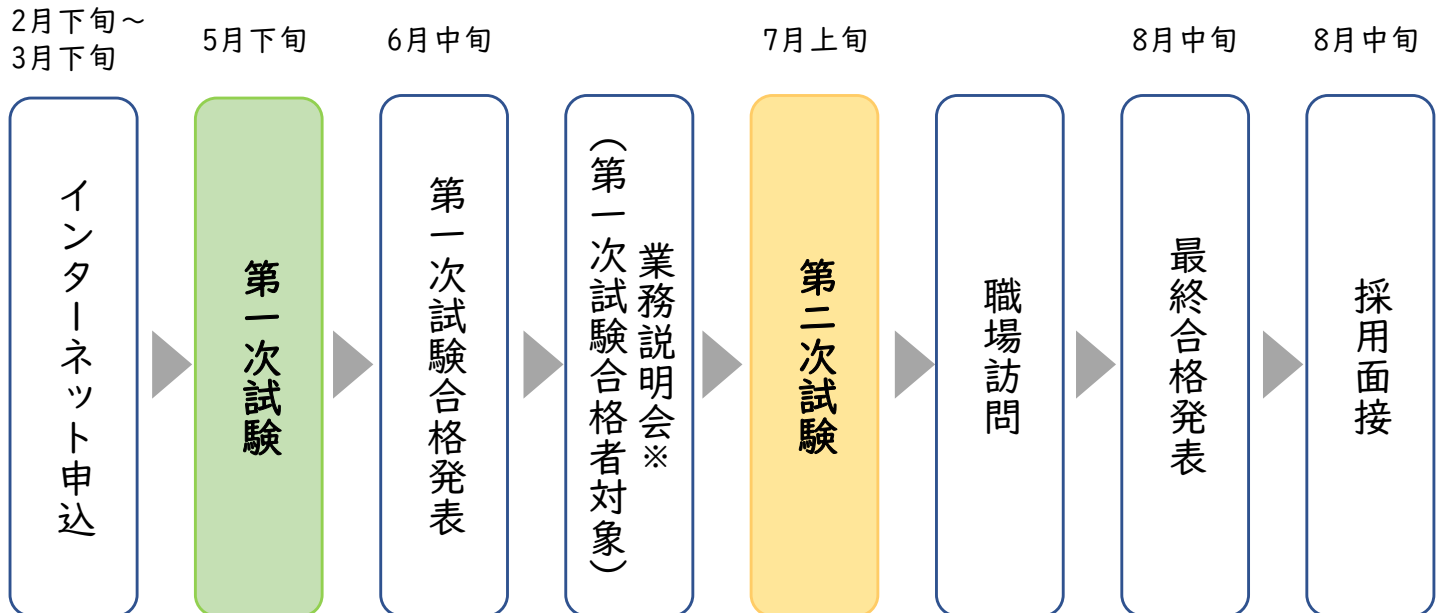 2月下旬～
3月下旬
5月下旬
6月中旬
7月上旬
8月中旬
8月中旬
インターネット申込
第一次試験
第一次試験合格発表
業務説明会※
（第一次試験合格者対象）
第二次試験
職場訪問
最終合格発表
採用面接